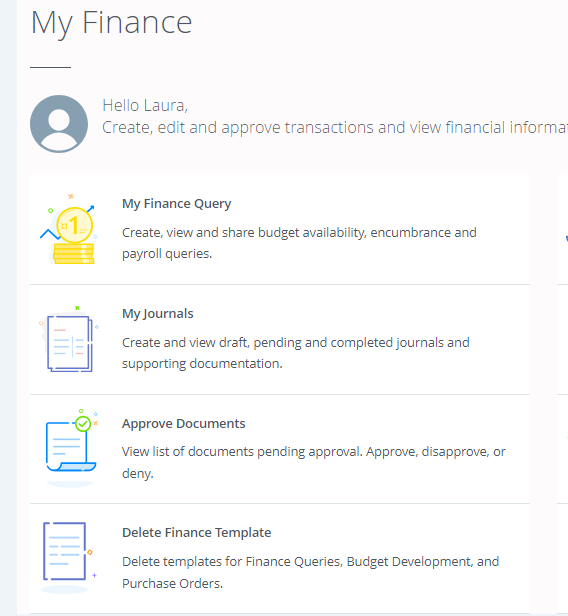 My Finance
Hello Laura,
Create, edit and approve transactions and view financial
My Finance Query
Create, view and share budget availability, encumbrance and
payroll queries.
My Journals
Create and view draft, pending and completed journals and
supporting documentation.
Approve Documents
View list of documents pending approval. Approve, disapprove, or
deny.
Delete Finance Template
Delete templates for Finance Queries, Budget Development, and
Purchase Orders.